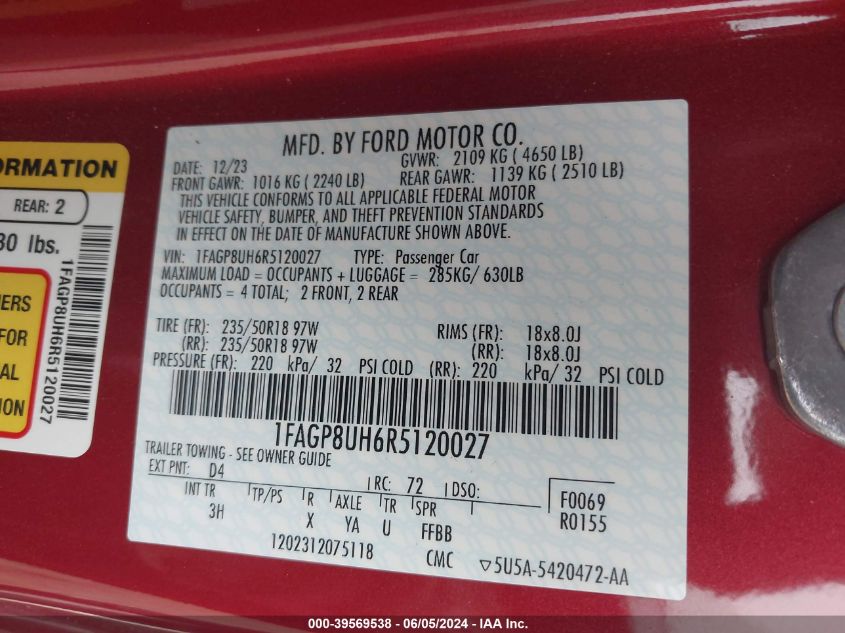 ORMATION
REAR: 2
30 lbs.
NERS
FOR
AL
ION
1FAGP8UH6R5120027
MFD. BY FORD MOTOR CO.
DATE: 12/23 GVWR: 2109 KG ( 4650 LB)
FRONT GAWR: 1016 KG ( 2240 LB) REAR GAWR: 1139 KG ( 2510 LB)
THIS VEHICLE CONFORMS TO ALL APPLICABLE FEDERAL MOTOR
VEHICLE SAFETY, BUMPER, AND THEFT PREVENTION STANDARDS
IN EFFECT ON THE DATE OF MANUFACTURE SHOWN ABOVE.
VIN: 1FAGP8UH6R5120027 TYPE: Passenger Car
MAXIMUM LOAD = OCCUPANTS + LUGGAGE = 285KG/ 630LB
OCCUPANTS = 4 TOTAL; 2 FRONT, 2 REAR
TIRE (FR): 235/50R18 97W RIMS (FR): 18x8.0J
(RR): 235/50R18 97W (RR): 18x8.0J
PRESSURE (FR): 220 kPa/ 32 PSI COLD (RR): 220 kPa/ 32 PSI COLD
1FAGP8UH6R5120027
TRAILER TOWING - SEE OWNER GUIDE
EXT PNT: D4 RC: 72 DSO: F0069
INT TR TP/PS R AXLE TR SPR R0155
3H X YA U FFBB
1202312075118 CMC ▽5U5A-5420472-AA
000-39569538 - 06/05/2024 - IAA Inc.